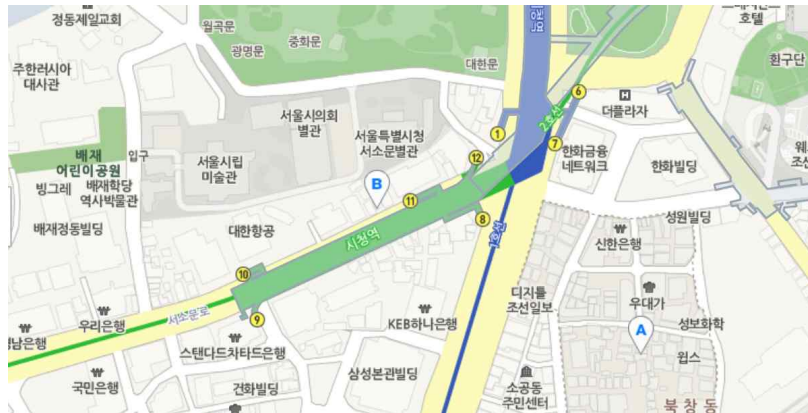 정동제일교회
월곡문
광명문
중화문
대한문
시청역
호텔
환구단
주한러시아
대사관
서울시의회
별관
서울특별시청
서소문별관
더플라자
2호선
1
6
7
12
11
8
10
9
배재
어린이공원
입구
빙그레
배재학당
역사박물관
서울시립
미술관
한화금융
네트워크
한화빌딩
웨
조선
B
배재정동빌딩
대한항공
시청역
1호선
성원빌딩
신한은행
우리은행
서소문로
KEB하나은행
디지틀
조선일보
우대가
A
성보화학
윕스
스탠다드차타드은행
국민은행
건화빌딩
삼성본관빌딩
소공동
주민센터
북창동